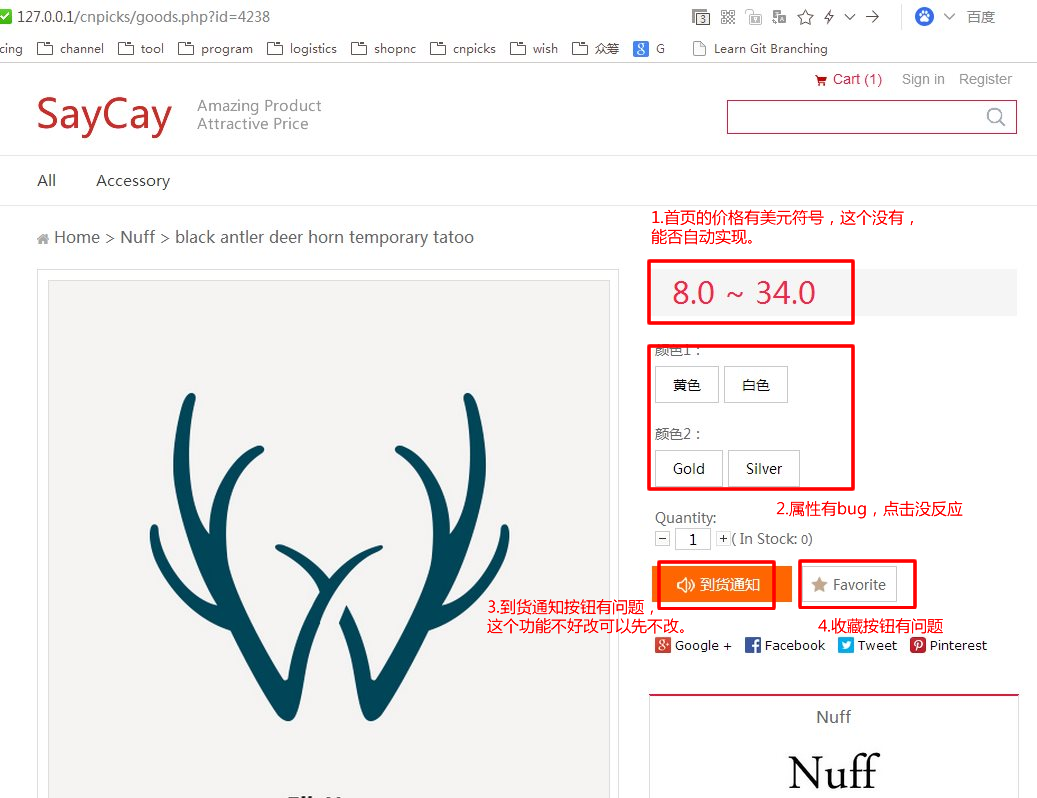 127.0.0.1/cnpicks/goods.php?id=4238
3
百度
cing channel tool program logistics shopnc cnpicks wish 众筹 8 G Learn Git Branching
Cart (1) Sign in Register
SayCay
Amazing Product
Attractive Price
All Accessory
Home > Nuff > black antler deer horn temporary tatoo
1.首页的价格有美元符号，这个没有，
能否自动实现。
8.0 ~ 34.0
颜色1：
黄色 白色
颜色2：
Gold Silver
2.属性有bug，点击没反应
Quantity:
− 1 + ( In Stock: 0)
到货通知 Favorite
3.到货通知按钮有问题，
这个功能不好改可以先不改。
4.收藏按钮有问题
Google + Facebook Tweet Pinterest
Nuff
Nuff